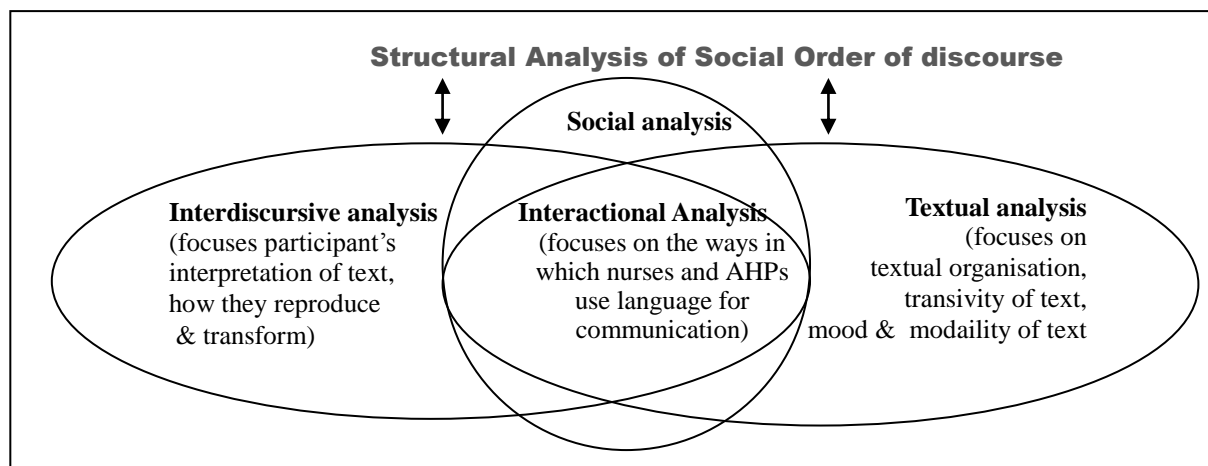 Structural Analysis of Social Order of discourse
Social analysis
Interdiscursive analysis
(focuses participant's
interpretation of text,
how they reproduce
& transform)
Interactional Analysis
(focuses on the ways in
which nurses and AHPs
use language for
communication)
Textual analysis
(focuses on
textual organisation,
transivity of text,
mood & modaility of text